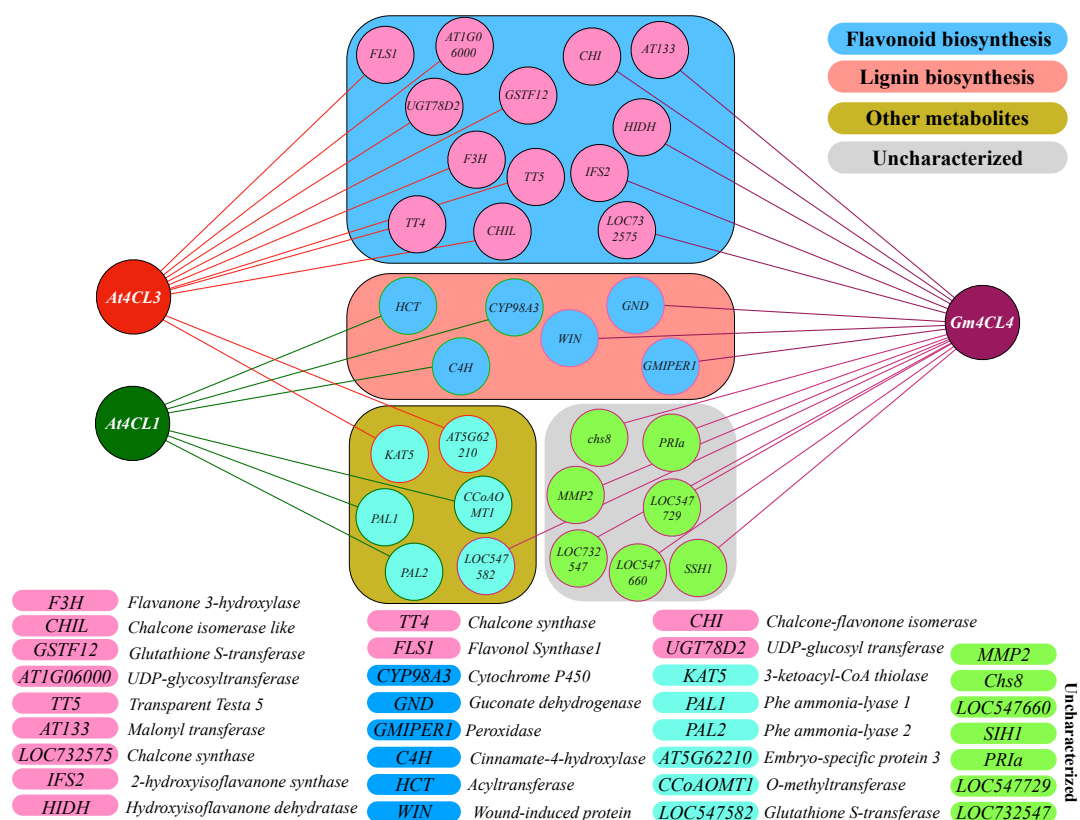 Flavonoid biosynthesis
Lignin biosynthesis
Other metabolites
Uncharacterized
FLS1
AT1G0
6000
CHI
AT133
UGT78D2
GSTF12
HIDH
F3H
TT5
IFS2
TT4
CHIL
LOC73
2575
At4CL3
Gm4CL4
At4CL1
HCT
CYP98A3
GND
WIN
C4H
GMIPER1
KAT5
AT5G62
210
PAL1
CCoAO
MT1
PAL2
LOC547
582
chs8
PRIa
MMP2
LOC547
729
LOC732
547
LOC547
660
SSH1
F3H Flavanone 3-hydroxylase
CHIL Chalcone isomerase like
GSTF12 Glutathione S-transferase
AT1G06000 UDP-glycosyltransferase
TT5 Transparent Testa 5
AT133 Malonyl transferase
LOC732575 Chalcone synthase
IFS2 2-hydroxyisoflavanone synthase
HIDH Hydroxyisoflavanone dehydratase
TT4 Chalcone synthase
FLS1 Flavonol Synthase1
CYP98A3 Cytochrome P450
GND Guconate dehydrogenase
GMIPER1 Peroxidase
C4H Cinnamate-4-hydroxylase
HCT Acyltransferase
WIN Wound-induced protein
CHI Chalcone-flavonone isomerase
UGT78D2 UDP-glucosyl transferase
KAT5 3-ketoacyl-CoA thiolase
PAL1 Phe ammonia-lyase 1
PAL2 Phe ammonia-lyase 2
AT5G62210 Embryo-specific protein 3
CCoAOMT1 O-methyltransferase
LOC547582 Glutathione S-transferase
MMP2
Chs8
LOC547660
SIH1
PRIa
LOC547729
LOC732547
Uncharacterized